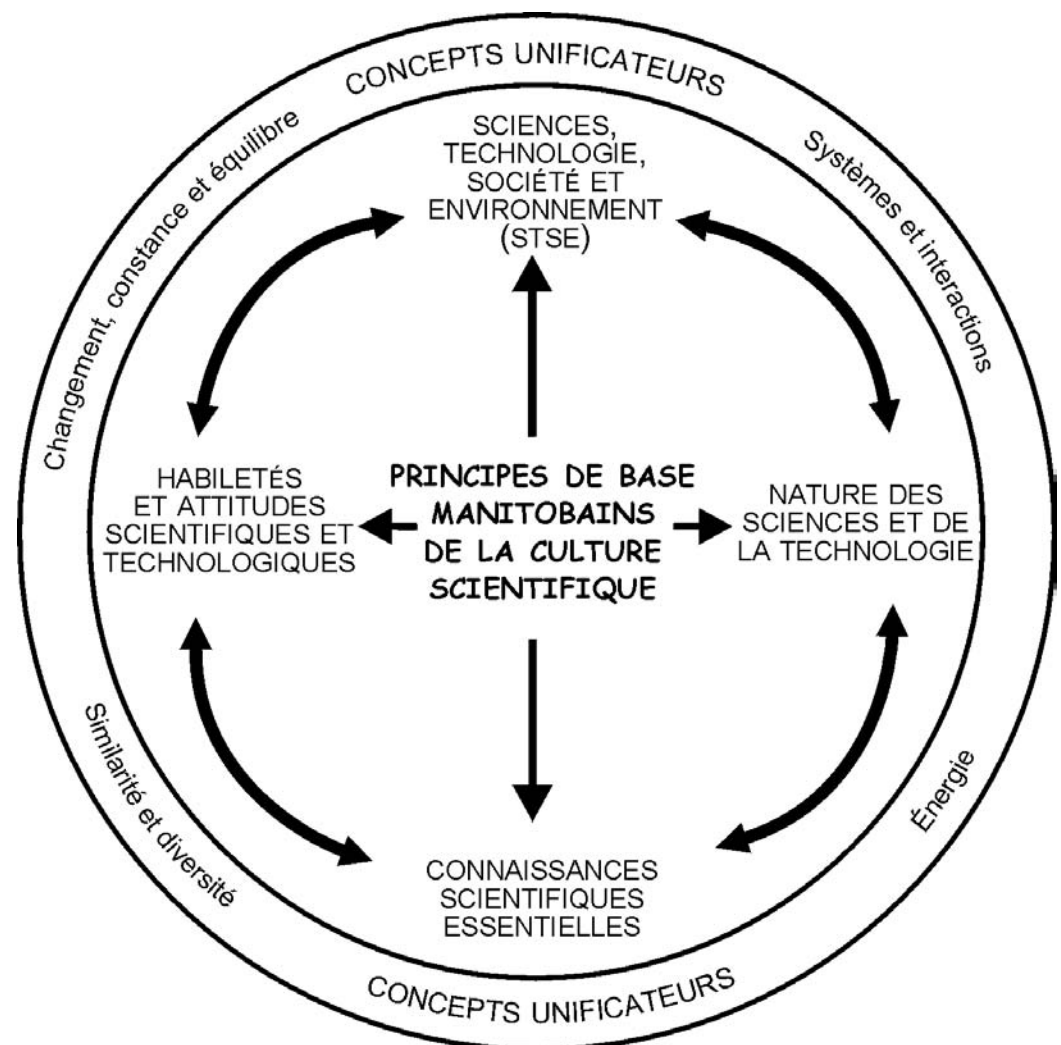 CONCEPTS UNIFICATEURS
Changement, constance et équilibre
Systèmes et interactions
SCIENCES,
TECHNOLOGIE,
SOCIÉTÉ ET
ENVIRONNEMENT
(STSE)
HABILETÉS
ET ATTITUDES
SCIENTIFIQUES ET
TECHNOLOGIQUES
PRINCIPES DE BASE
MANITOBAINS
DE LA CULTURE
SCIENTIFIQUE
NATURE DES
SCIENCES ET DE
LA TECHNOLOGIE
CONNAISSANCES
SCIENTIFIQUES
ESSENTIELLES
Similarité et diversité
Énergie
CONCEPTS UNIFICATEURS